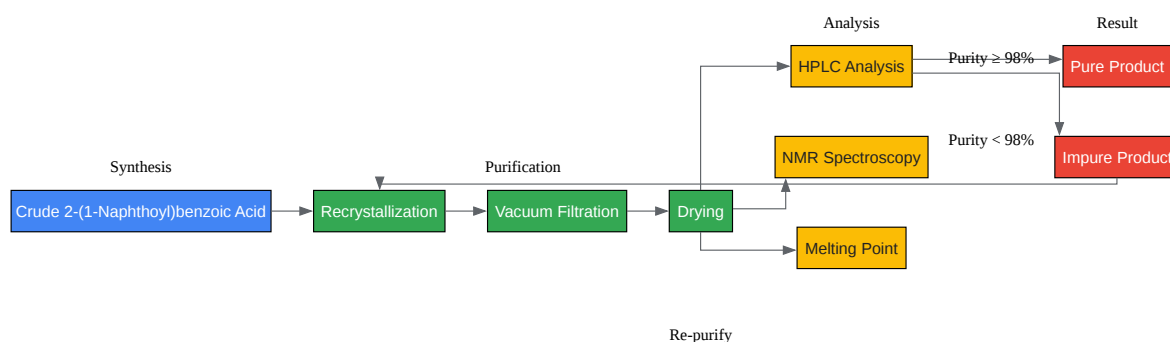 Analysis
Result
HPLC Analysis
Purity ≥ 98%
Pure Product
Synthesis
Purification
NMR Spectroscopy
Purity < 98%
Impure Product
Crude 2-(1-Naphthoyl)benzoic Acid
Recrystallization
Vacuum Filtration
Drying
Melting Point
Re-purify